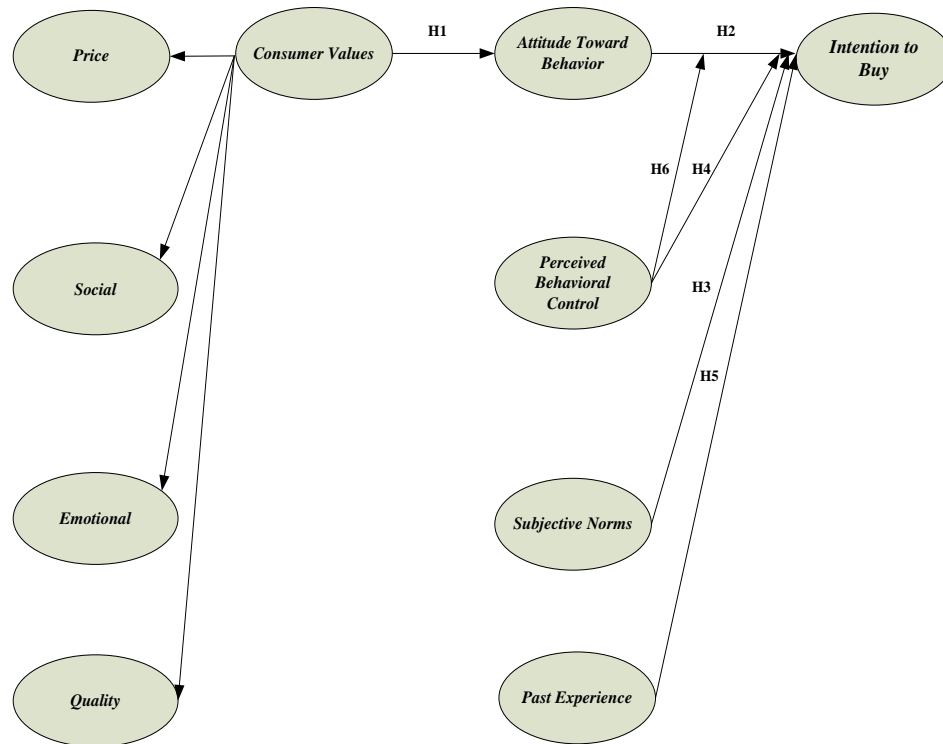 H1
H2
Price
Consumer Values
Attitude Toward
Behavior
Intention to
Buy
H6
H4
Social
Perceived
Behavioral
Control
H3
H5
Emotional
Subjective Norms
Quality
Past Experience